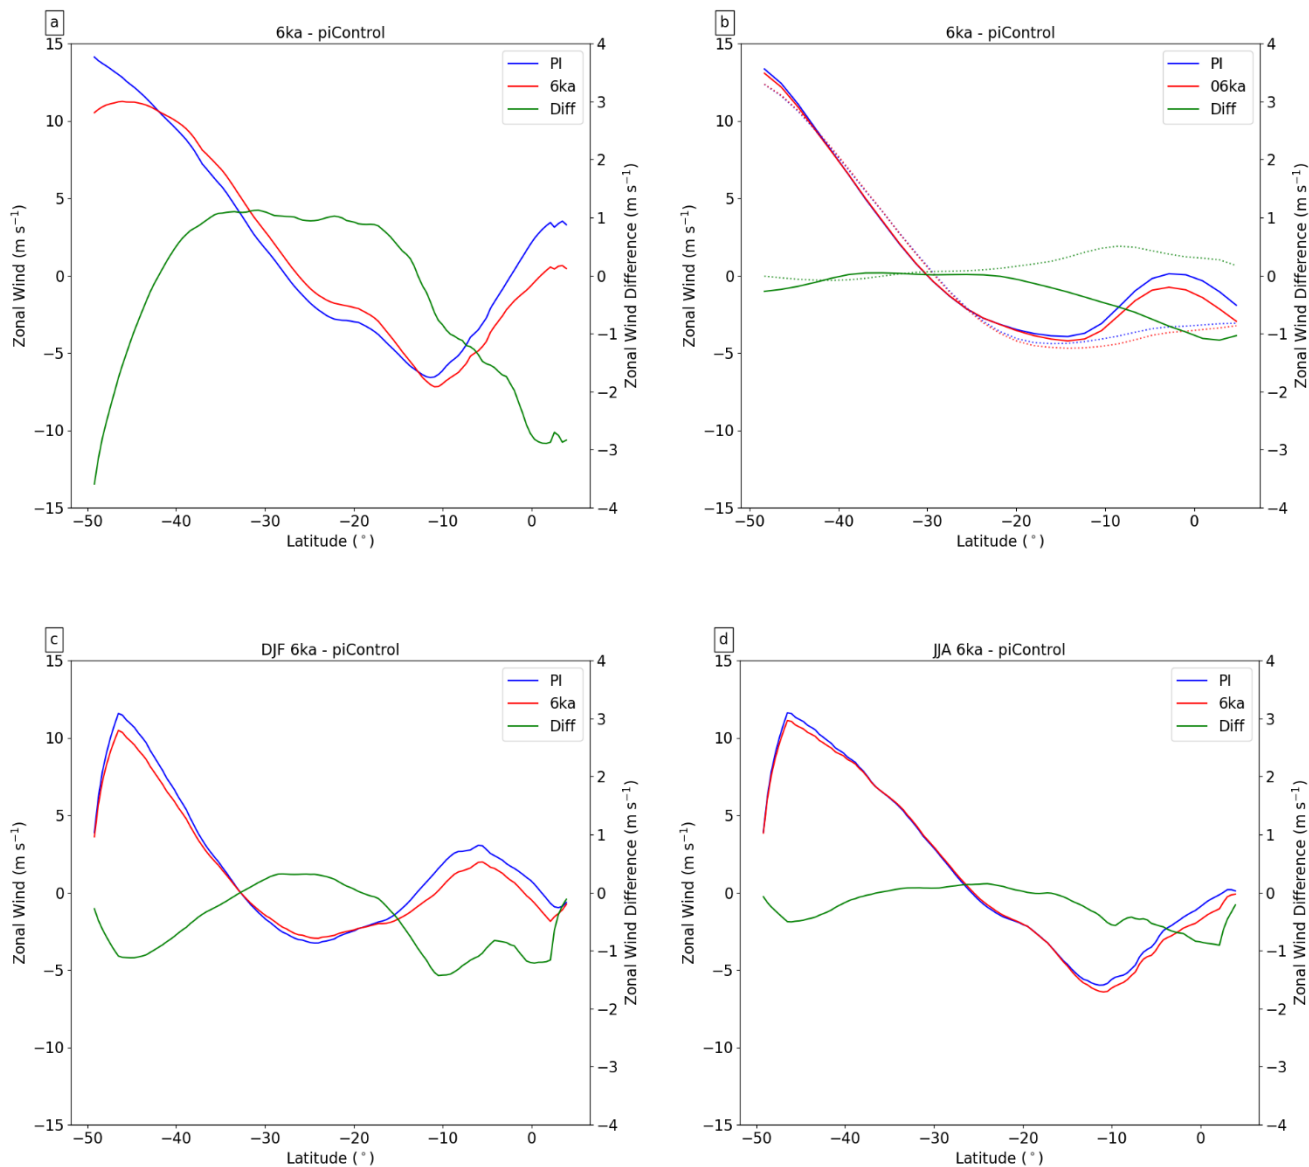 a
6ka - piControl
15
10
5
0
−5
−10
−15
Zonal Wind (m s⁻¹)
4
3
2
1
0
−1
−2
−3
−4
Zonal Wind Difference (m s⁻¹)
PI
6ka
Diff
−50 −40 −30 −20 −10 0
Latitude (°)
b
6ka - piControl
15
10
5
0
−5
−10
−15
Zonal Wind (m s⁻¹)
4
3
2
1
0
−1
−2
−3
−4
Zonal Wind Difference (m s⁻¹)
PI
06ka
Diff
−50 −40 −30 −20 −10 0
Latitude (°)
c
DJF 6ka - piControl
15
10
5
0
−5
−10
−15
Zonal Wind (m s⁻¹)
4
3
2
1
0
−1
−2
−3
−4
Zonal Wind Difference (m s⁻¹)
PI
6ka
Diff
−50 −40 −30 −20 −10 0
Latitude (°)
d
JJA 6ka - piControl
15
10
5
0
−5
−10
−15
Zonal Wind (m s⁻¹)
4
3
2
1
0
−1
−2
−3
−4
Zonal Wind Difference (m s⁻¹)
PI
6ka
Diff
−50 −40 −30 −20 −10 0
Latitude (°)